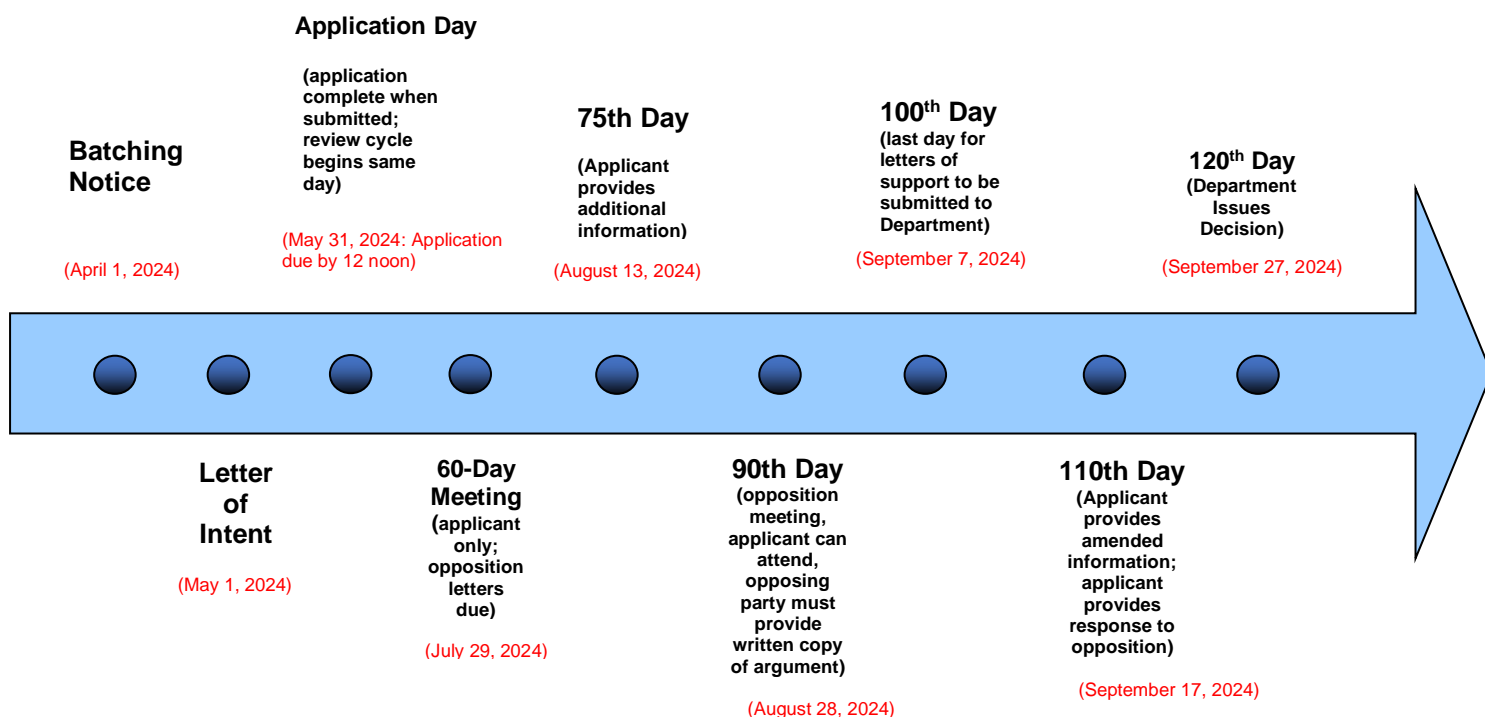 Batching
Notice
(April 1, 2024)
Letter
of
Intent
(May 1, 2024)
Application Day
(application
complete when
submitted;
review cycle
begins same
day)
(May 31, 2024: Application
due by 12 noon)
60-Day
Meeting
(applicant
only;
opposition
letters
due)
(July 29, 2024)
75th Day
(Applicant
provides
additional
information)
(August 13, 2024)
90th Day
(opposition
meeting,
applicant can
attend,
opposing
party must
provide
written copy
of argument)
(August 28, 2024)
100th Day
(last day for
letters of
support to be
submitted to
Department)
(September 7, 2024)
110th Day
(Applicant
provides
amended
information;
applicant
provides
response to
opposition)
(September 17, 2024)
120th Day
(Department
Issues
Decision)
(September 27, 2024)